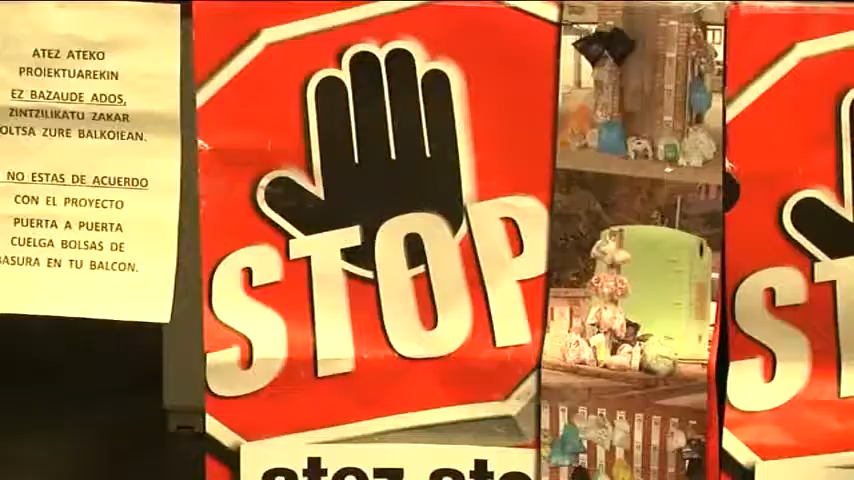 ATEZ ATEKO
PROIEKTUAREKIN
EZ BAZAUDE ADOS,
ZINTZILIKATU ZAKAR
OLTSA ZURE BALKOIEAN.
NO ESTAS DE ACUERDO
CON EL PROYECTO
PUERTA A PUERTA
CUELGA BOLSAS DE
BASURA EN TU BALCON.
STOP
atez ate
ST